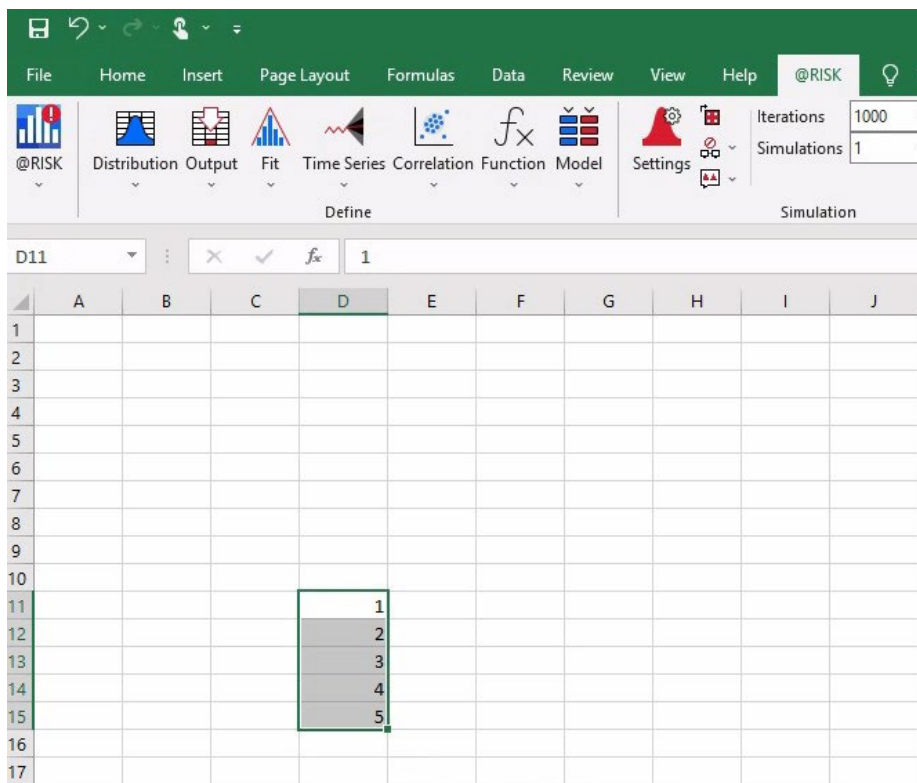 File Home Insert Page Layout Formulas Data Review View Help @RISK
@RISK Distribution Output Fit Time Series Correlation Function Model Settings Iterations 1000
Simulations 1
Define Simulation
D11 fx 1
A B C D E F G H I J
1
2
3
4
5
6
7
8
9
10
11 1
12 2
13 3
14 4
15 5
16
17